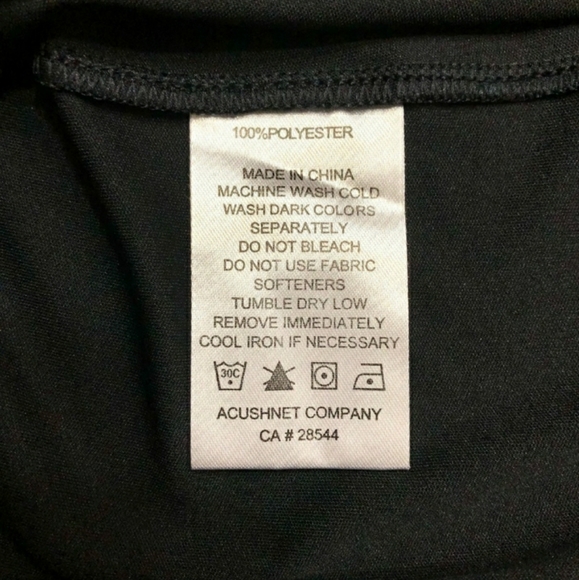 100%POLYESTER
MADE IN CHINA
MACHINE WASH COLD
WASH DARK COLORS
SEPARATELY
DO NOT BLEACH
DO NOT USE FABRIC
SOFTENERS
TUMBLE DRY LOW
REMOVE IMMEDIATELY
COOL IRON IF NECESSARY
30C
ACUSHNET COMPANY
CA # 28544